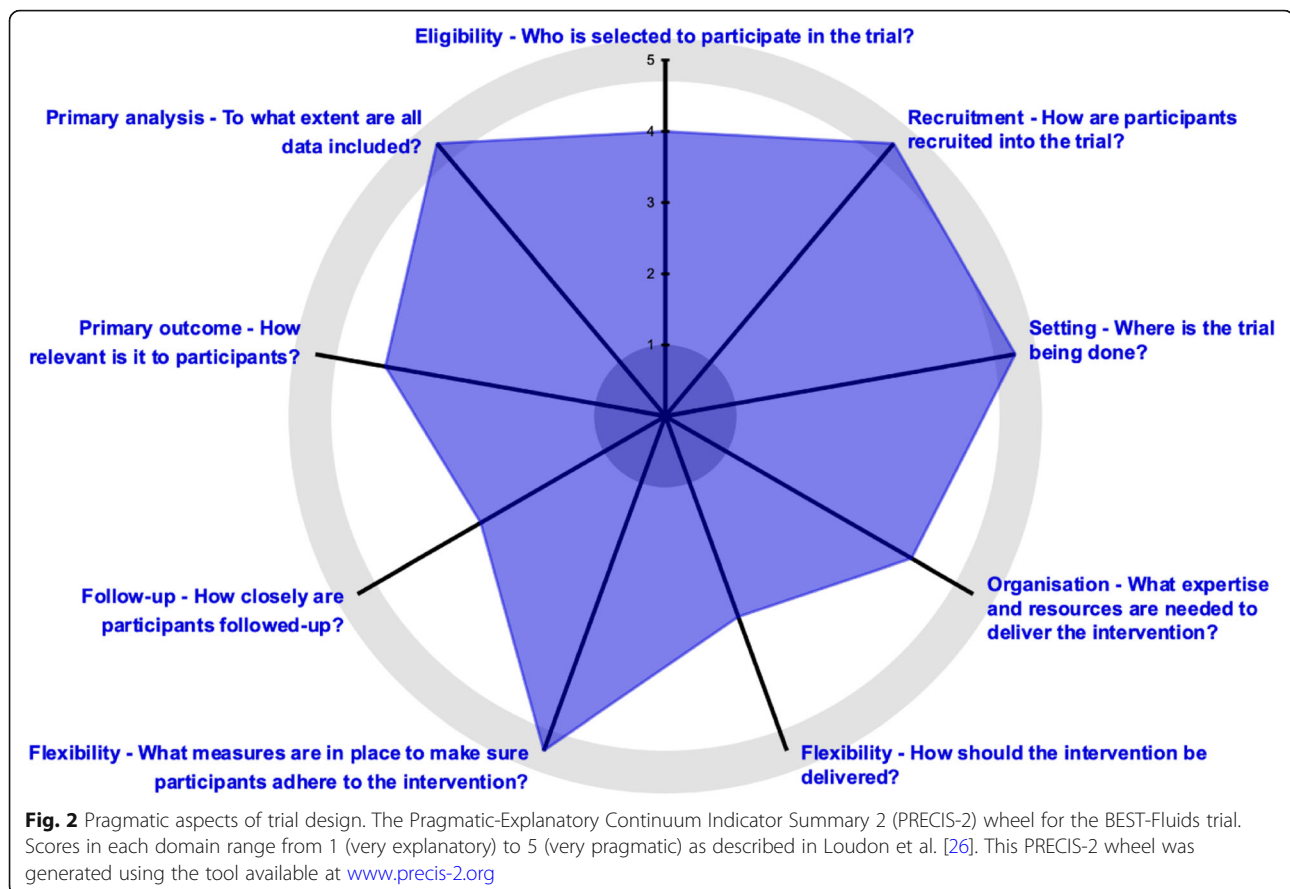 Eligibility - Who is selected to participate in the trial?
5
4
3
2
1
Primary analysis - To what extent are all
data included?
Recruitment - How are participants
recruited into the trial?
Primary outcome - How
relevant is it to participants?
Setting - Where is the trial
being done?
Follow-up - How closely are
participants followed-up?
Organisation - What expertise
and resources are needed to
deliver the intervention?
Flexibility - What measures are in place to make sure
participants adhere to the intervention?
Flexibility - How should the intervention be
delivered?
Fig. 2 Pragmatic aspects of trial design. The Pragmatic-Explanatory Continuum Indicator Summary 2 (PRECIS-2) wheel for the BEST-Fluids trial.
Scores in each domain range from 1 (very explanatory) to 5 (very pragmatic) as described in Loudon et al. [26]. This PRECIS-2 wheel was
generated using the tool available at www.precis-2.org